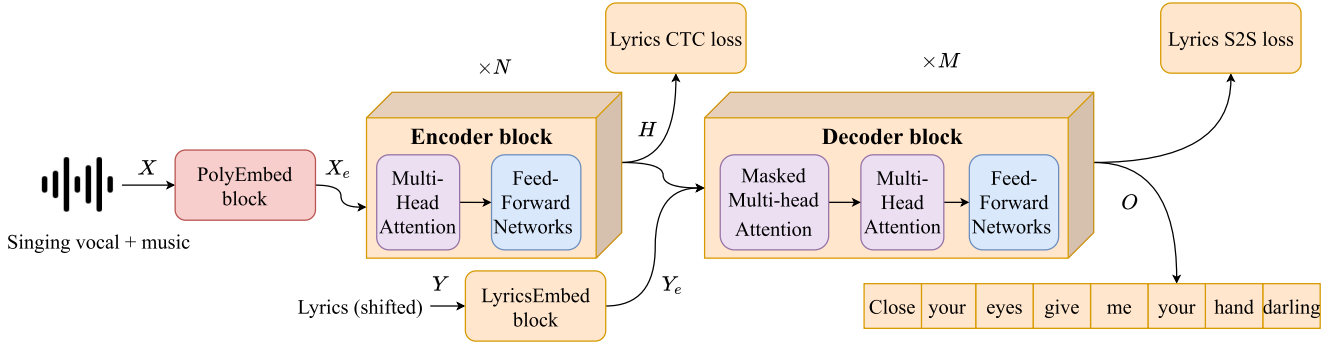 Singing vocal + music
X
PolyEmbed
block
Xₑ
×N
Encoder block
Multi-
Head
Attention
Feed-
Forward
Networks
H
Lyrics CTC loss
Lyrics (shifted)
Y
LyricsEmbed
block
Yₑ
×M
Decoder block
Masked
Multi-head
Attention
Multi-
Head
Attention
Feed-
Forward
Networks
Lyrics S2S loss
O
Close your eyes give me your hand darling